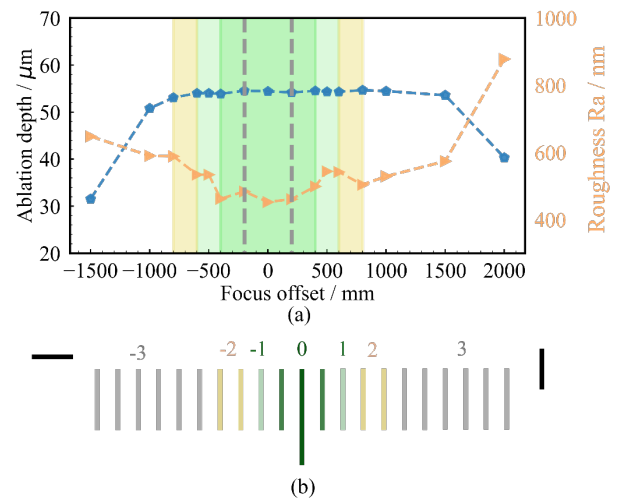 70
60
50
40
30
20
Ablation depth / μm
1000
800
600
400
Roughness Ra / nm
−1500 −1000 −500 0 500 1000 1500 2000
Focus offset / mm
(a)
-3 -2 -1 0 1 2 3
(b)